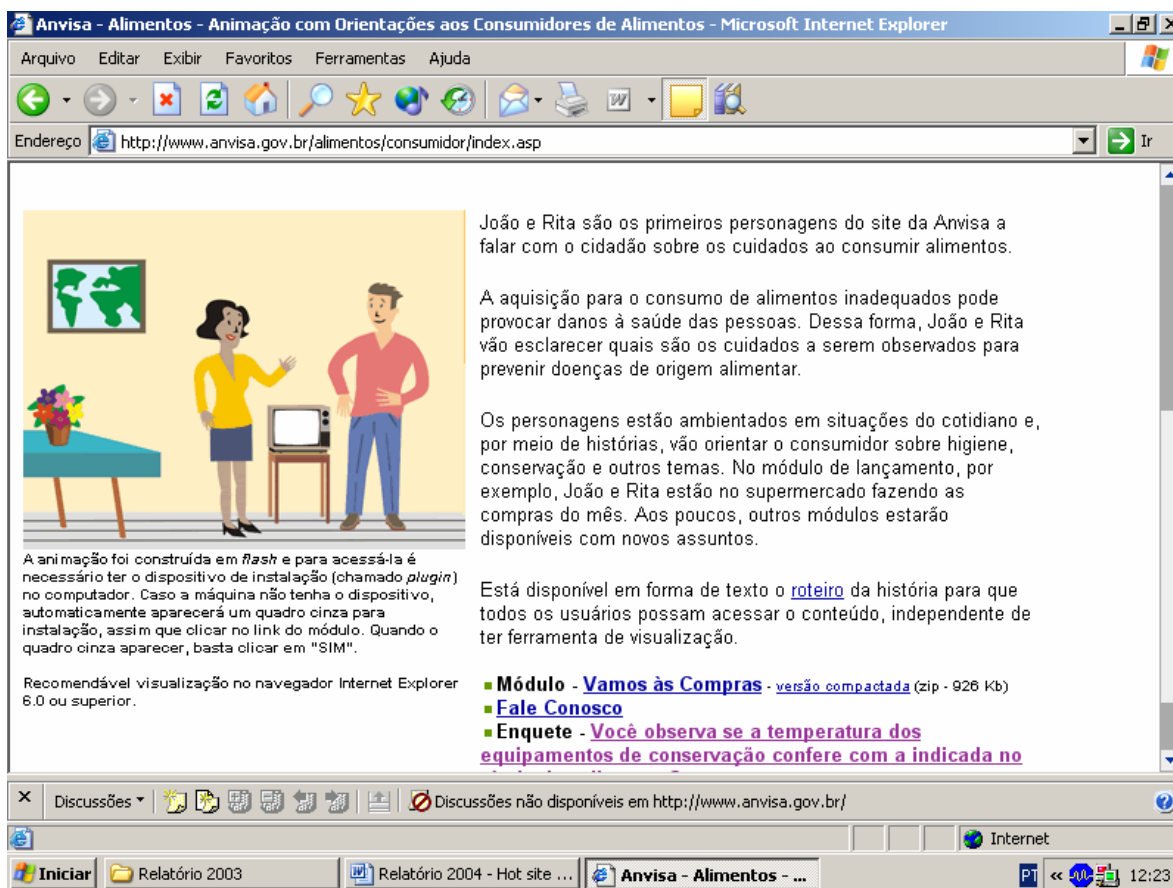 Anvisa - Alimentos - Animação com Orientações aos Consumidores de Alimentos - Microsoft Internet Explorer
Arquivo Editar Exibir Favoritos Ferramentas Ajuda
Endereço http://www.anvisa.gov.br/alimentos/consumidor/index.asp Ir
João e Rita são os primeiros personagens do site da Anvisa a
falar com o cidadão sobre os cuidados ao consumir alimentos.
A aquisição para o consumo de alimentos inadequados pode
provocar danos à saúde das pessoas. Dessa forma, João e Rita
vão esclarecer quais são os cuidados a serem observados para
prevenir doenças de origem alimentar.
Os personagens estão ambientados em situações do cotidiano e,
por meio de histórias, vão orientar o consumidor sobre higiene,
conservação e outros temas. No módulo de lançamento, por
exemplo, João e Rita estão no supermercado fazendo as
compras do mês. Aos poucos, outros módulos estarão
disponíveis com novos assuntos.
Está disponível em forma de texto o roteiro da história para que
todos os usuários possam acessar o conteúdo, independente de
ter ferramenta de visualização.
Módulo - Vamos às Compras - versão compactada (zip - 926 Kb)
Fale Conosco
Enquete - Você observa se a temperatura dos
equipamentos de conservação confere com a indicada no
A animação foi construída em flash e para acessá-la é
necessário ter o dispositivo de instalação (chamado plugin)
no computador. Caso a máquina não tenha o dispositivo,
automaticamente aparecerá um quadro cinza para
instalação, assim que clicar no link do módulo. Quando o
quadro cinza aparecer, basta clicar em "SIM".
Recomendável visualização no navegador Internet Explorer
6.0 ou superior.
Discussões Discussões não disponíveis em http://www.anvisa.gov.br/
Internet
Iniciar Relatório 2003 Relatório 2004 - Hot site ... Anvisa - Alimentos - ... PT 12:23